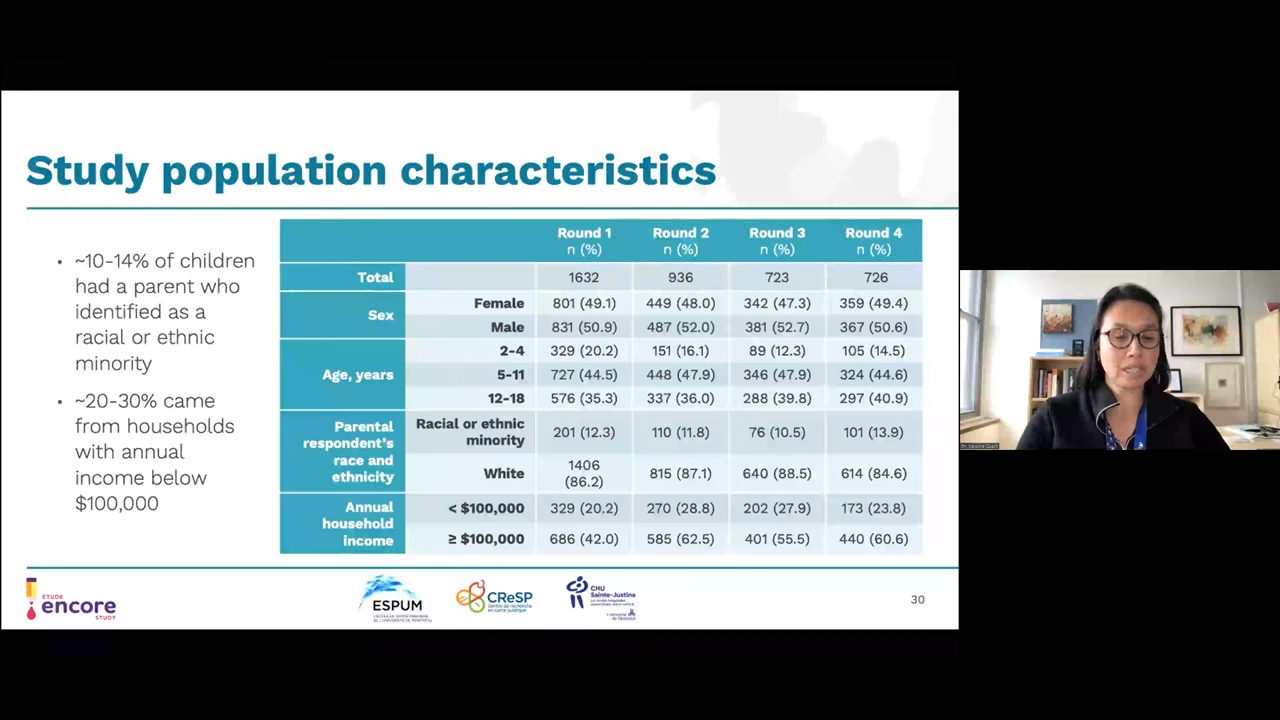 Study population characteristics
• ~10-14% of children
had a parent who
identified as a
racial or ethnic
minority
• ~20-30% came
from households
with annual
income below
$100,000
Round 1 Round 2 Round 3 Round 4
n (%) n (%) n (%) n (%)
Total 1632 936 723 726
Sex
Female 801 (49.1) 449 (48.0) 342 (47.3) 359 (49.4)
Male 831 (50.9) 487 (52.0) 381 (52.7) 367 (50.6)
Age, years
2-4 329 (20.2) 151 (16.1) 89 (12.3) 105 (14.5)
5-11 727 (44.5) 448 (47.9) 346 (47.9) 324 (44.6)
12-18 576 (35.3) 337 (36.0) 288 (39.8) 297 (40.9)
Parental
respondent's
race and
ethnicity
Racial or ethnic
minority 201 (12.3) 110 (11.8) 76 (10.5) 101 (13.9)
White 1406
(86.2) 815 (87.1) 640 (88.5) 614 (84.6)
Annual
household
income
< $100,000 329 (20.2) 270 (28.8) 202 (27.9) 173 (23.8)
≥ $100,000 686 (42.0) 585 (62.5) 401 (55.5) 440 (60.6)
ÉTUDE
encore
STUDY
ESPUM
CReSP
Centre de recherche
en santé publique
CHU
Sainte-Justine
30